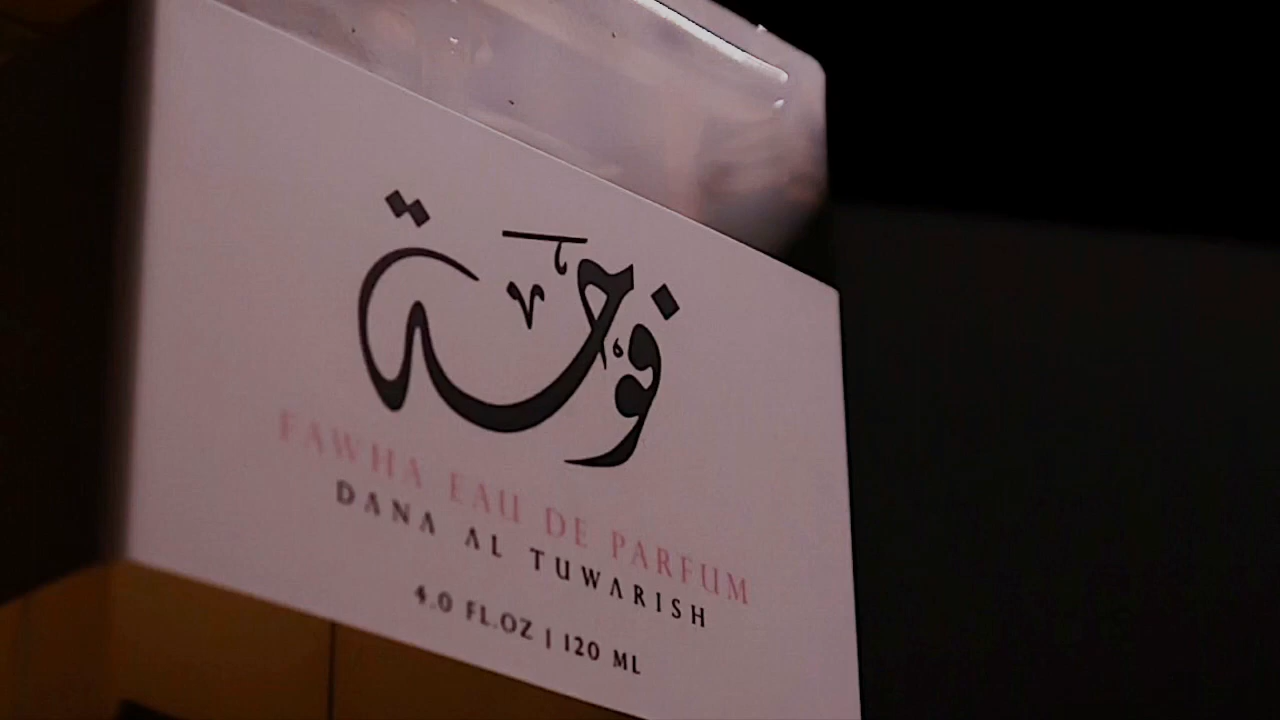 فوحة
FAWHA EAU DE PARFUM
DANA AL TUWARISH
4.0 FL.OZ | 120 ML